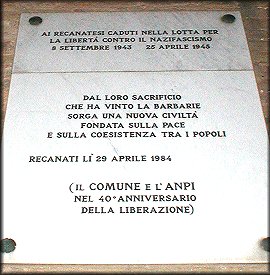 AI RECANATESI CADUTI NELLA LOTTA PER
LA LIBERTÁ CONTRO IL NAZIFASCISMO
8 SETTEMBRE 1943 25 APRILE 1945
DAL LORO SACRIFICIO
CHE HA VINTO LA BARBARIE
SORGA UNA NUOVA CIVILTÁ
FONDATA SULLA PACE
E SULLA COESISTENZA TRA I POPOLI
RECANATI LÌ 29 APRILE 1984
(IL COMUNE E L'ANPI
NEL 40° ANNIVERSARIO
DELLA LIBERAZIONE)